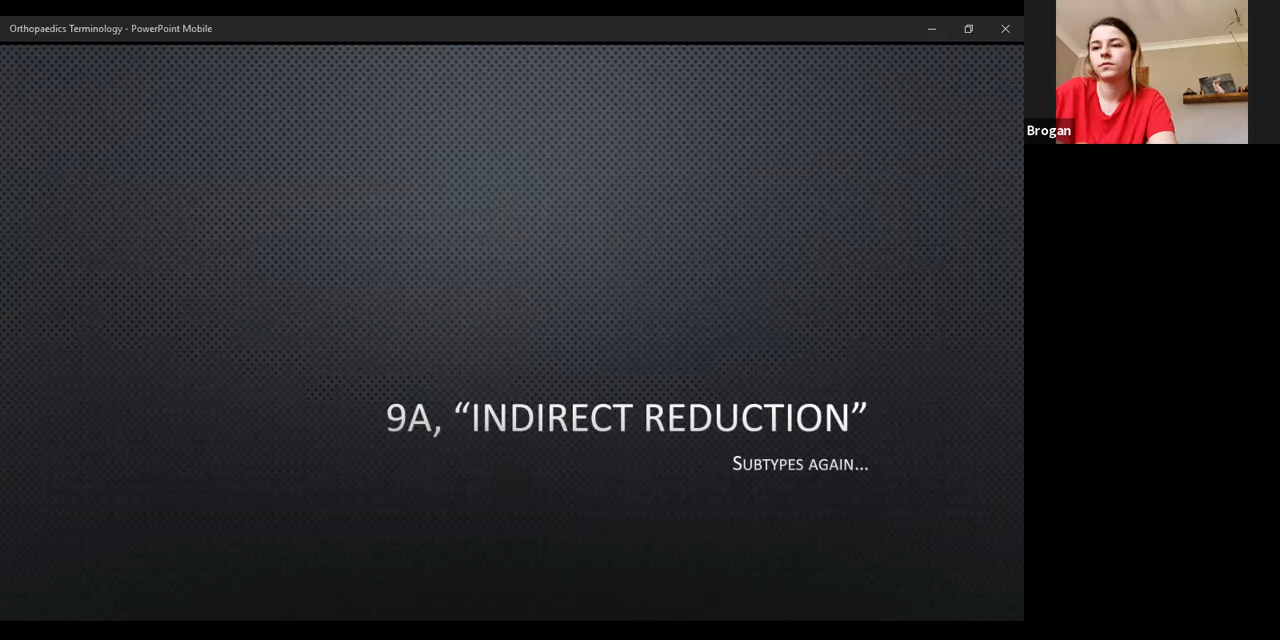 Orthopaedics Terminology - PowerPoint Mobile
Brogan
9A, “INDIRECT REDUCTION”
SUBTYPES AGAIN...